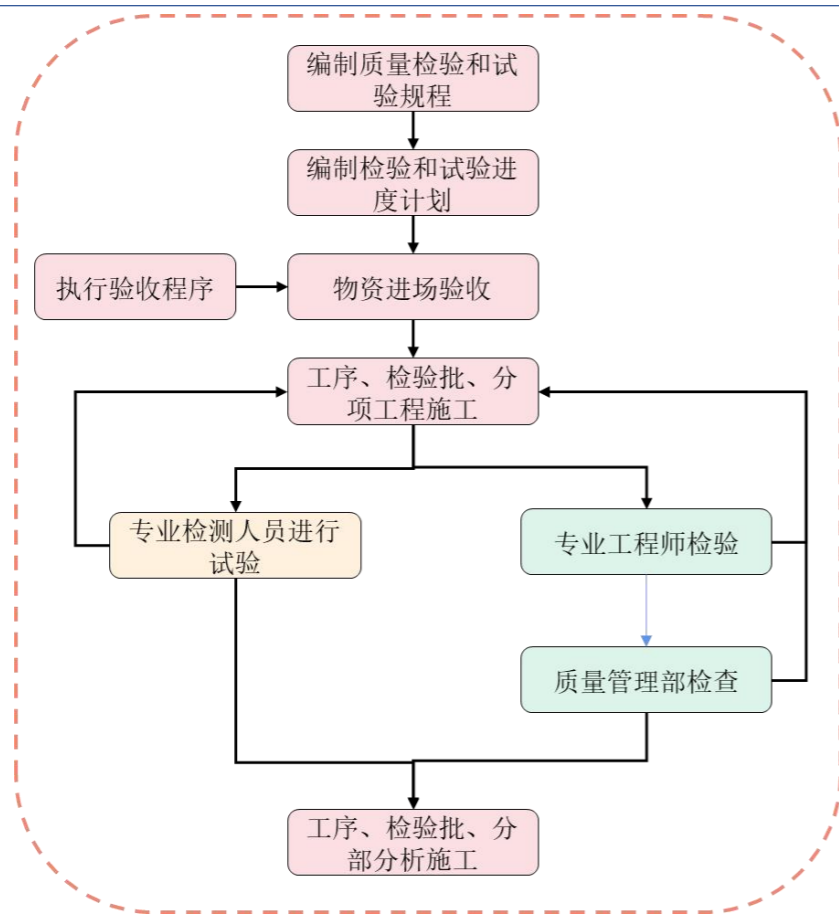 编制质量检验和试
验规程
编制检验和试验进
度计划
执行验收程序
物资进场验收
工序、检验批、分
项工程施工
专业检测人员进行
试验
专业工程师检验
质量管理部检查
工序、检验批、分
部分析施工